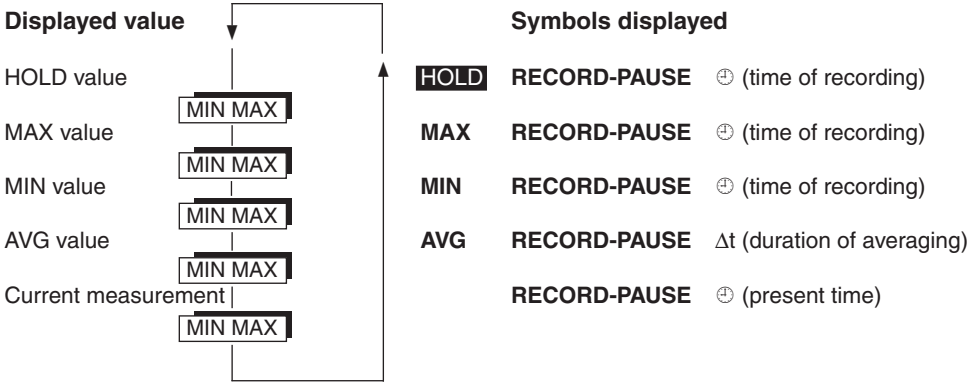 Displayed value Symbols displayed
HOLD value HOLD RECORD-PAUSE 🕘 (time of recording)
MIN MAX
MAX value MAX RECORD-PAUSE 🕘 (time of recording)
MIN MAX
MIN value MIN RECORD-PAUSE 🕘 (time of recording)
MIN MAX
AVG value AVG RECORD-PAUSE Δt (duration of averaging)
MIN MAX
Current measurement RECORD-PAUSE 🕘 (present time)
MIN MAX